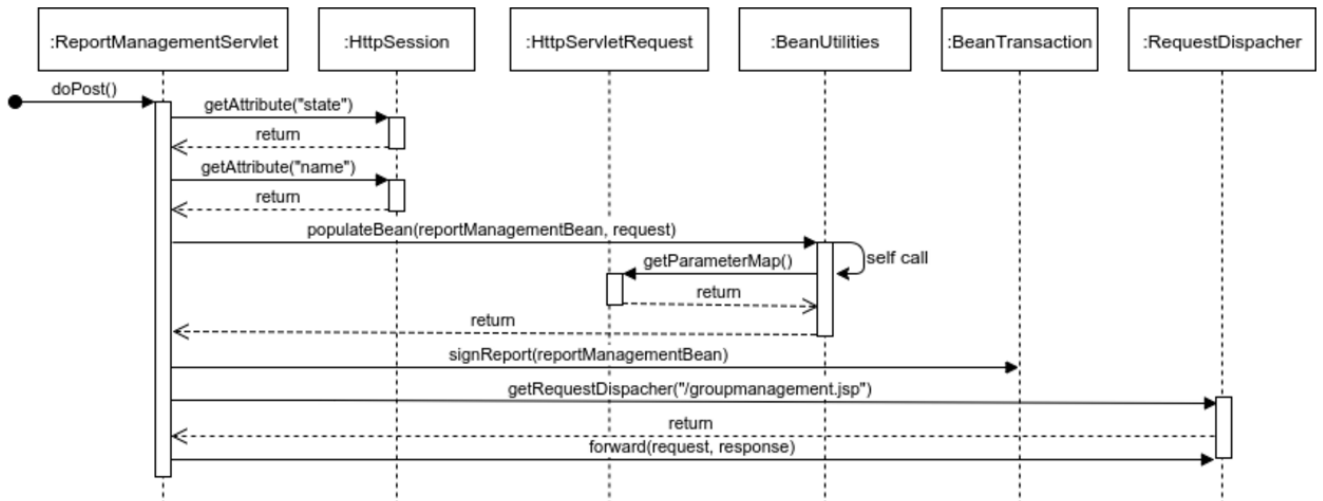 :ReportManagementServlet
:HttpSession
:HttpServletRequest
:BeanUtilities
:BeanTransaction
:RequestDispacher
doPost()
getAttribute("state")
return
getAttribute("name")
return
populateBean(reportManagementBean, request)
self call
getParameterMap()
return
return
signReport(reportManagementBean)
getRequestDispacher("/groupmanagement.jsp")
return
forward(request, response)